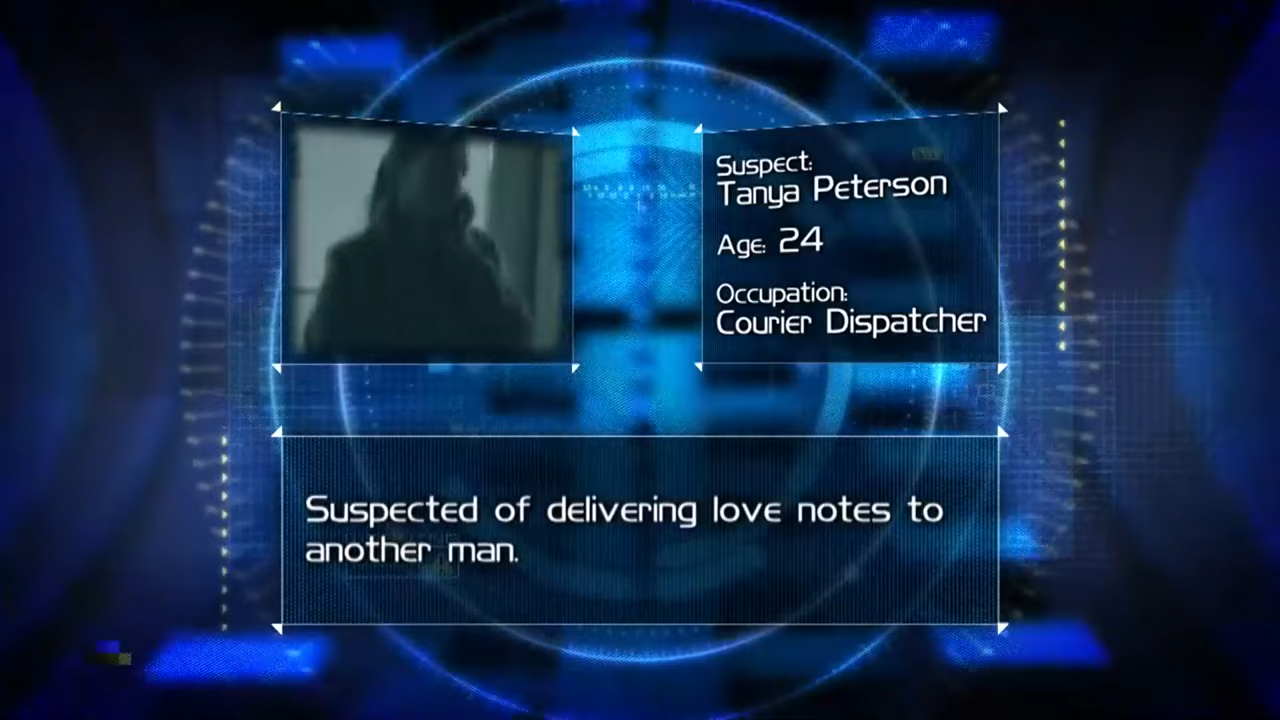 Suspect:
Tanya Peterson
Age: 24
Occupation:
Courier Dispatcher
Suspected of delivering love notes to
another man.